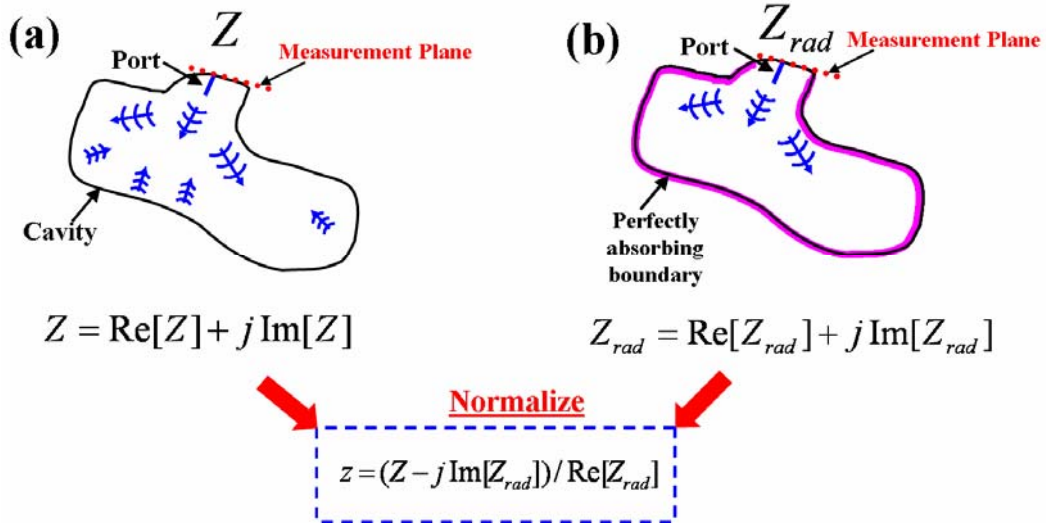 (a)
Z
Port
Measurement Plane
Cavity
Z = Re[Z] + j Im[Z]
(b)
Z_rad
Port
Measurement Plane
Perfectly
absorbing
boundary
Z_rad = Re[Z_rad] + j Im[Z_rad]
Normalize
z = (Z − j Im[Z_rad]) / Re[Z_rad]